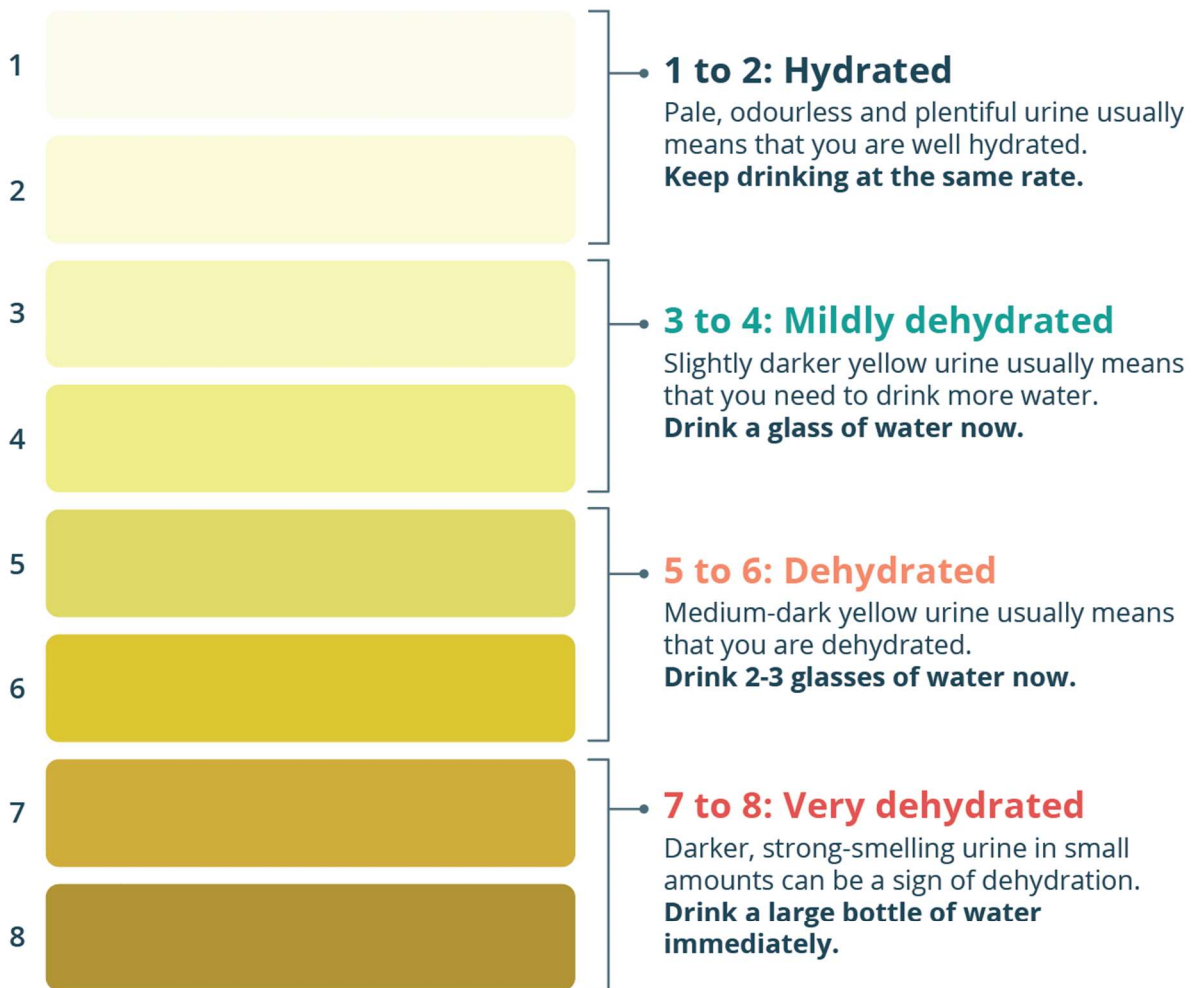 1
2
1 to 2: Hydrated
Pale, odourless and plentiful urine usually
means that you are well hydrated.
Keep drinking at the same rate.
3
4
3 to 4: Mildly dehydrated
Slightly darker yellow urine usually means
that you need to drink more water.
Drink a glass of water now.
5
6
5 to 6: Dehydrated
Medium-dark yellow urine usually means
that you are dehydrated.
Drink 2-3 glasses of water now.
7
8
7 to 8: Very dehydrated
Darker, strong-smelling urine in small
amounts can be a sign of dehydration.
Drink a large bottle of water
immediately.